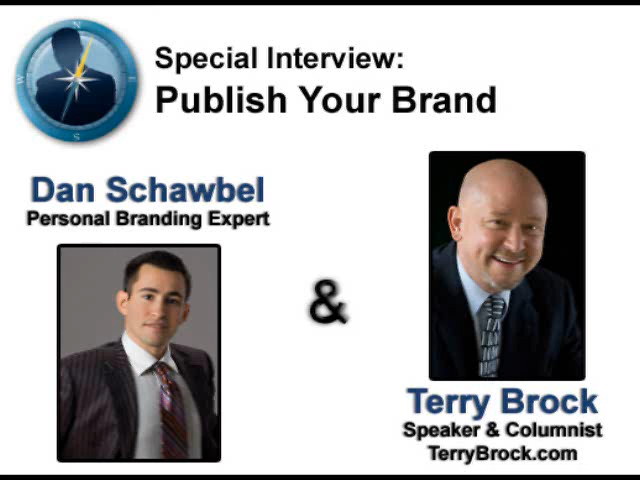 Special Interview:
Publish Your Brand
Dan Schawbel
Personal Branding Expert
&
Terry Brock
Speaker & Columnist
TerryBrock.com
N
E
S
W